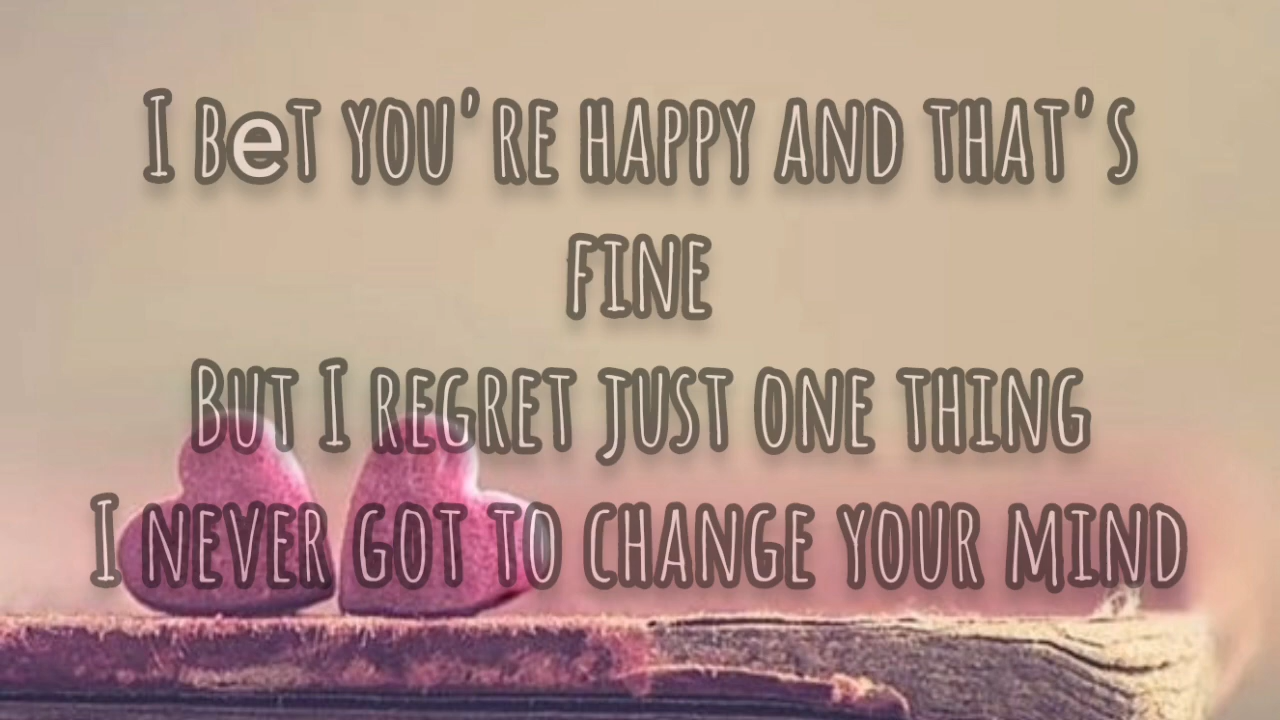 I BeT YOU'RE HAPPY AND THAT'S
FINE
BUT I REGRET JUST ONE THING
I NEVER GOT TO CHANGE YOUR MIND